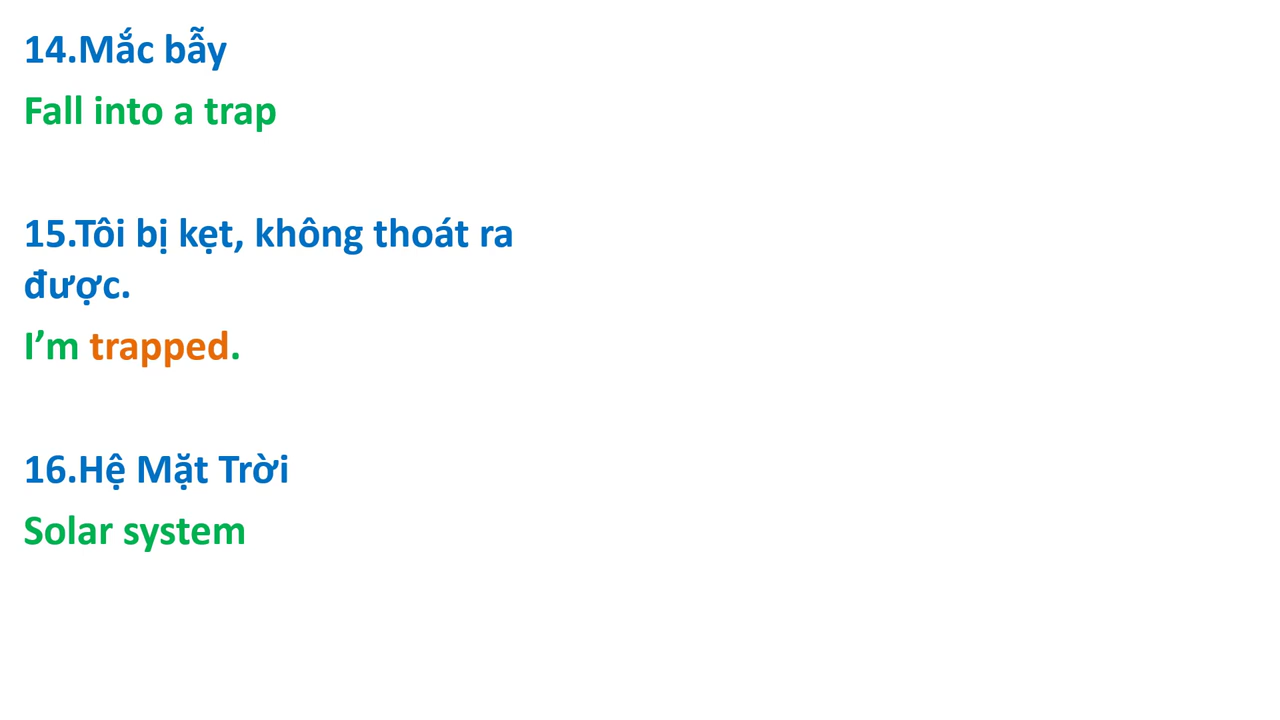 14.Mắc bẫy
Fall into a trap
15.Tôi bị kẹt, không thoát ra
được.
I’m trapped.
16.Hệ Mặt Trời
Solar system